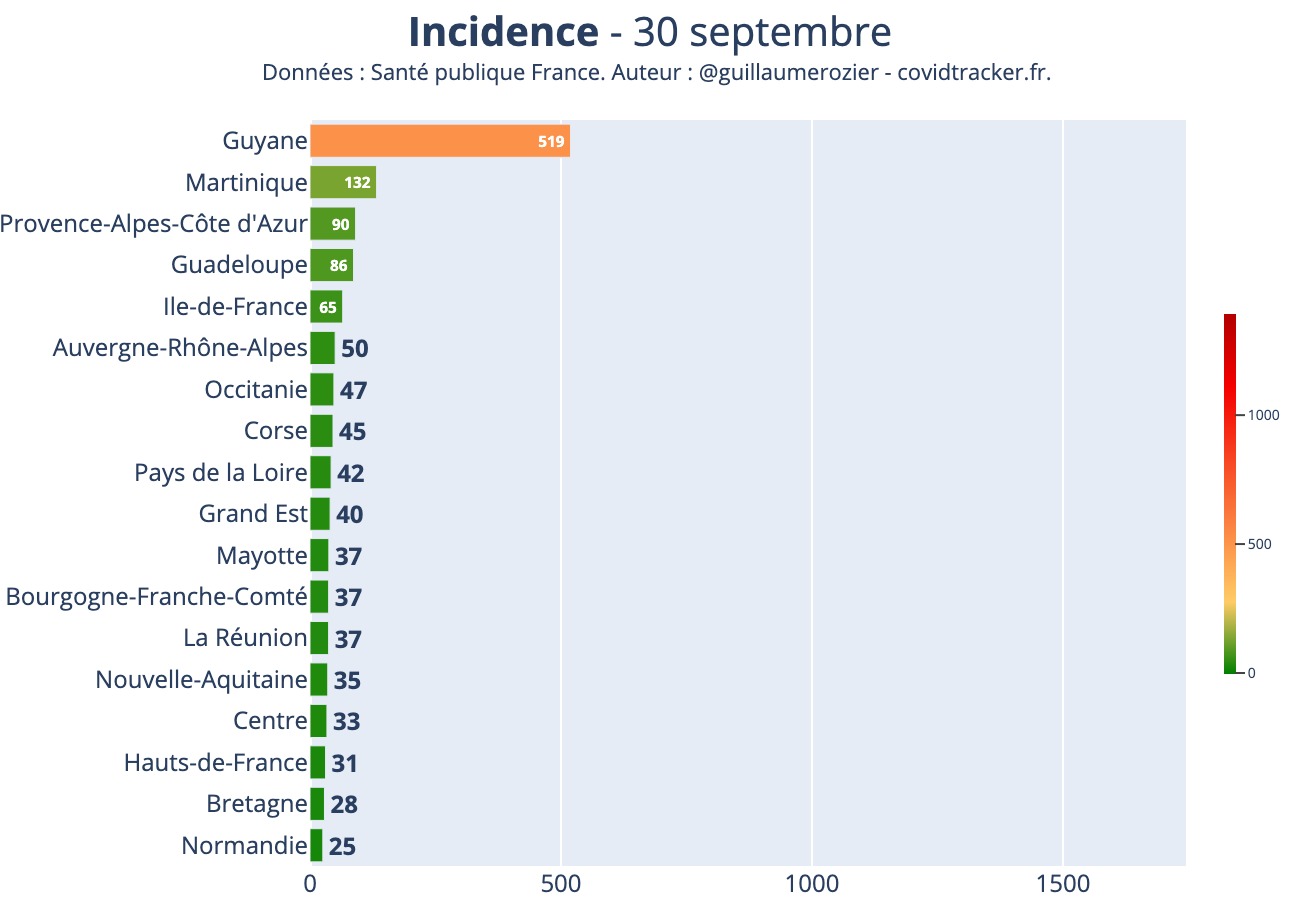 Incidence - 30 septembre
Données : Santé publique France. Auteur : @guillaumerozier - covidtracker.fr.
Guyane 519
Martinique 132
Provence-Alpes-Côte d'Azur 90
Guadeloupe 86
Ile-de-France 65
Auvergne-Rhône-Alpes 50
Occitanie 47
Corse 45
Pays de la Loire 42
Grand Est 40
Mayotte 37
Bourgogne-Franche-Comté 37
La Réunion 37
Nouvelle-Aquitaine 35
Centre 33
Hauts-de-France 31
Bretagne 28
Normandie 25
0 500 1000 1500
1000
500
0